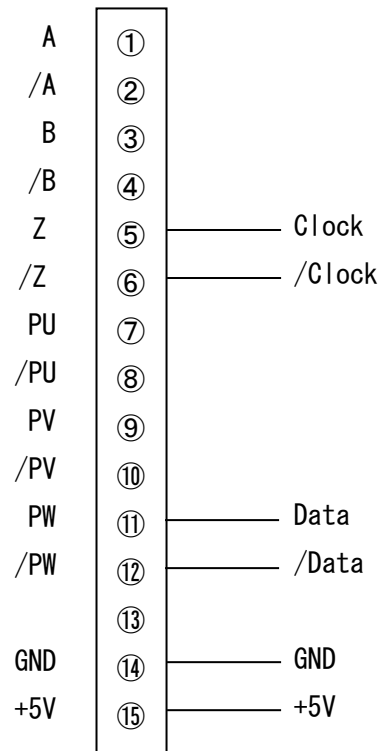 A ①
/A ②
B ③
/B ④
Z ⑤ Clock
/Z ⑥ /Clock
PU ⑦
/PU ⑧
PV ⑨
/PV ⑩
PW ⑪ Data
/PW ⑫ /Data
⑬
GND ⑭ GND
+5V ⑮ +5V